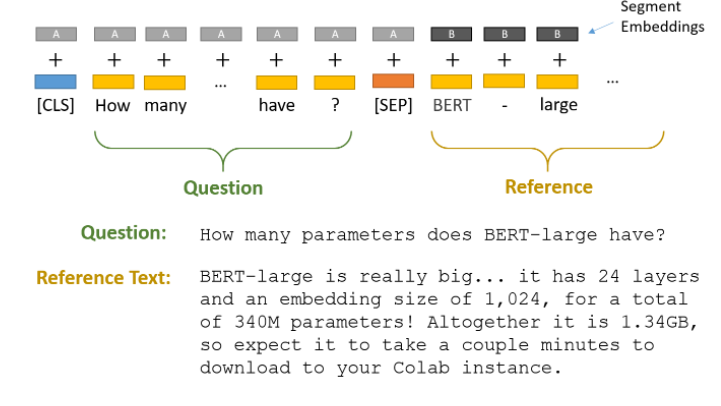 Segment
Embeddings
A A A A A A A B B B
+ + + + + + + + + +
... ...
[CLS] How many have ? [SEP] BERT - large
Question Reference
Question: How many parameters does BERT-large have?
Reference Text: BERT-large is really big... it has 24 layers
and an embedding size of 1,024, for a total
of 340M parameters! Altogether it is 1.34GB,
so expect it to take a couple minutes to
download to your Colab instance.